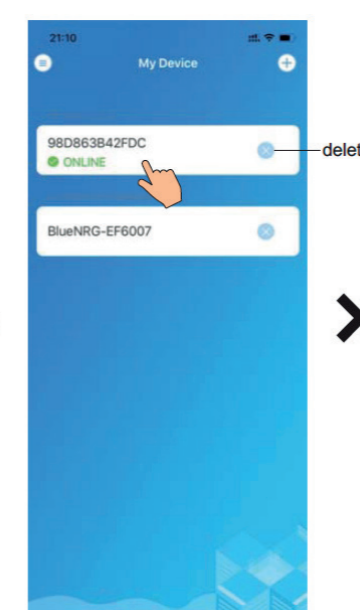 21:10
My Device
98D863B42FDC
ONLINE
delet
BlueNRG-EF6007